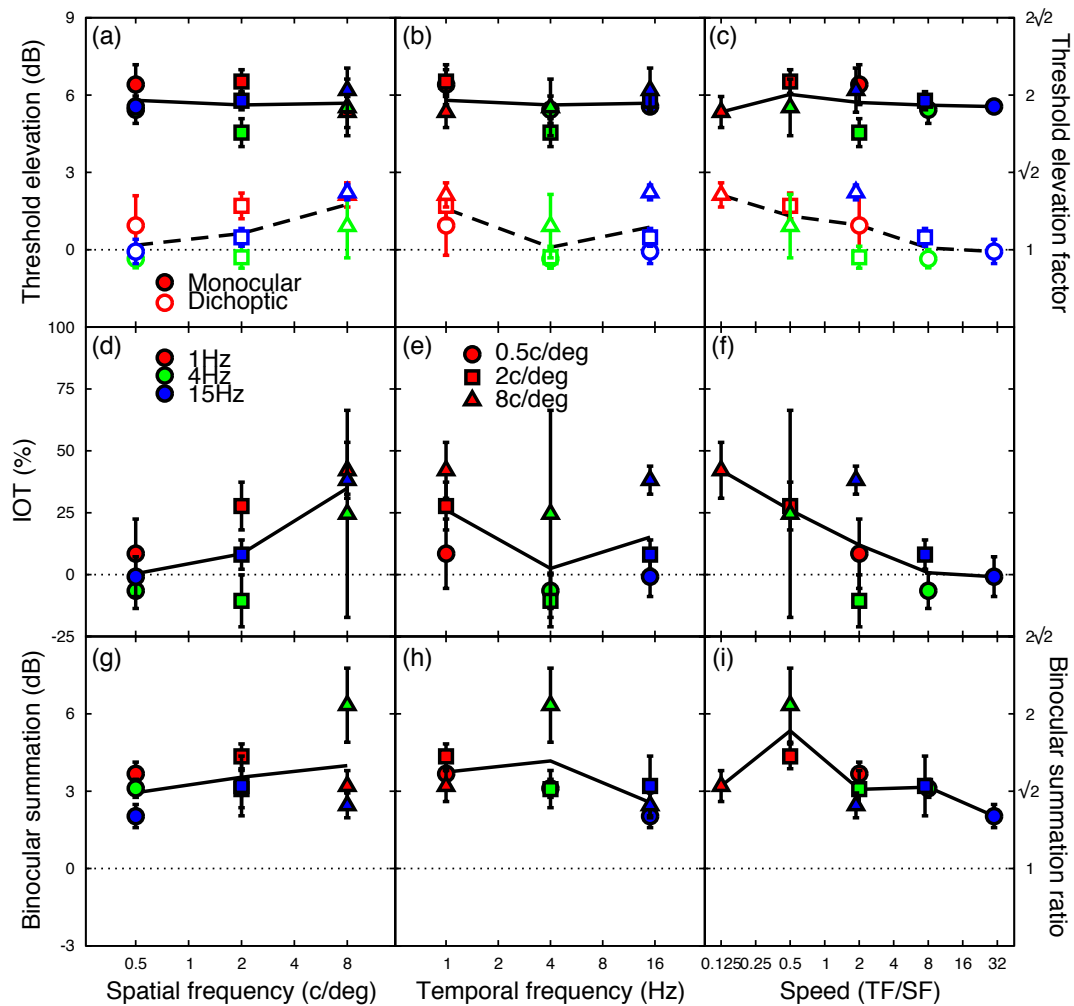 (a) (b) (c)
9 2√2
6 2
3 √2
0 1
Threshold elevation (dB)
Threshold elevation factor
Monocular
Dichoptic
(d) (e) (f)
100
75
50
25
0
-25
IOT (%)
1Hz
4Hz
15Hz
0.5c/deg
2c/deg
8c/deg
(g) (h) (i)
2√2
6 2
3 √2
0 1
-3
Binocular summation (dB)
Binocular summation ratio
0.5 1 2 4 8 1 2 4 8 16 0.125 0.25 0.5 1 2 4 8 16 32
Spatial frequency (c/deg) Temporal frequency (Hz) Speed (TF/SF)